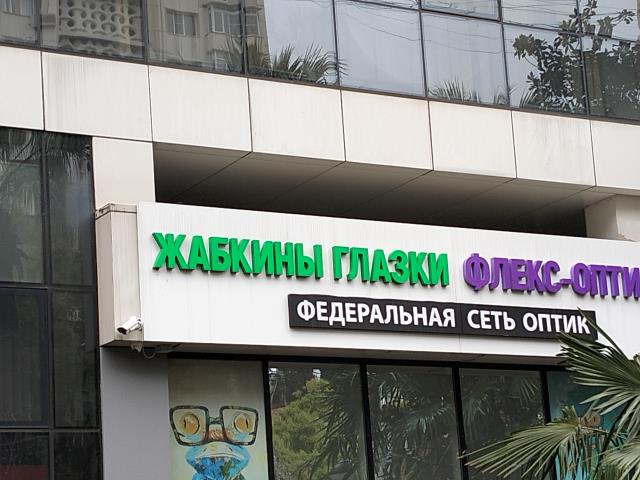 ЖАБКИНЫ ГЛАЗКИ ФЛЕКС-ОПТИ
ФЕДЕРАЛЬНАЯ СЕТЬ ОПТИК